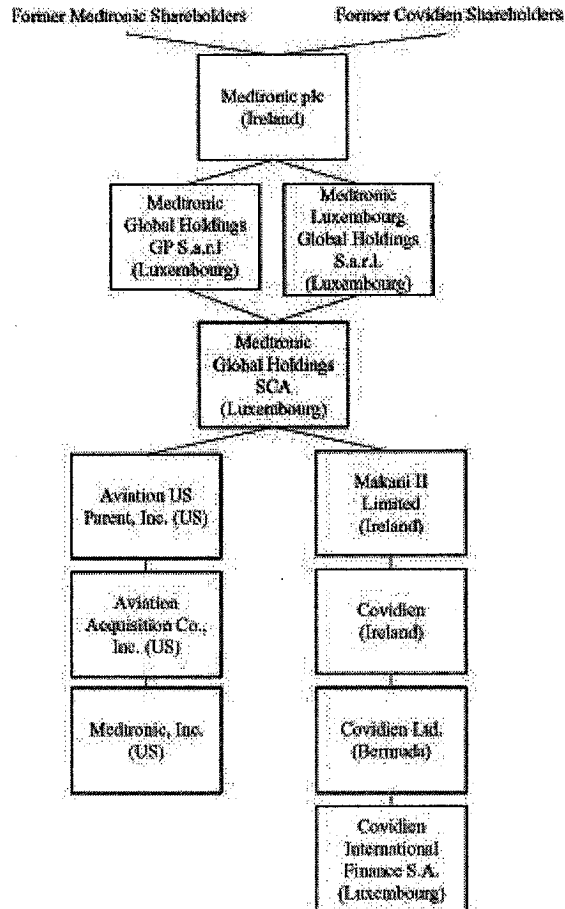 Former Medtronic Shareholders
Former Covidien Shareholders
Medtronic plc
(Ireland)
Medtronic
Global Holdings
GP S.a.r.l
(Luxembourg)
Medtronic
Luxembourg
Global Holdings
S.a.r.l.
(Luxembourg)
Medtronic
Global Holdings
SCA
(Luxembourg)
Aviation US
Parent, Inc. (US)
Makani II
Limited
(Ireland)
Aviation
Acquisition Co.,
Inc. (US)
Covidien
(Ireland)
Medtronic, Inc.
(US)
Covidien Ltd.
(Bermuda)
Covidien
International
Finance S.A.
(Luxembourg)